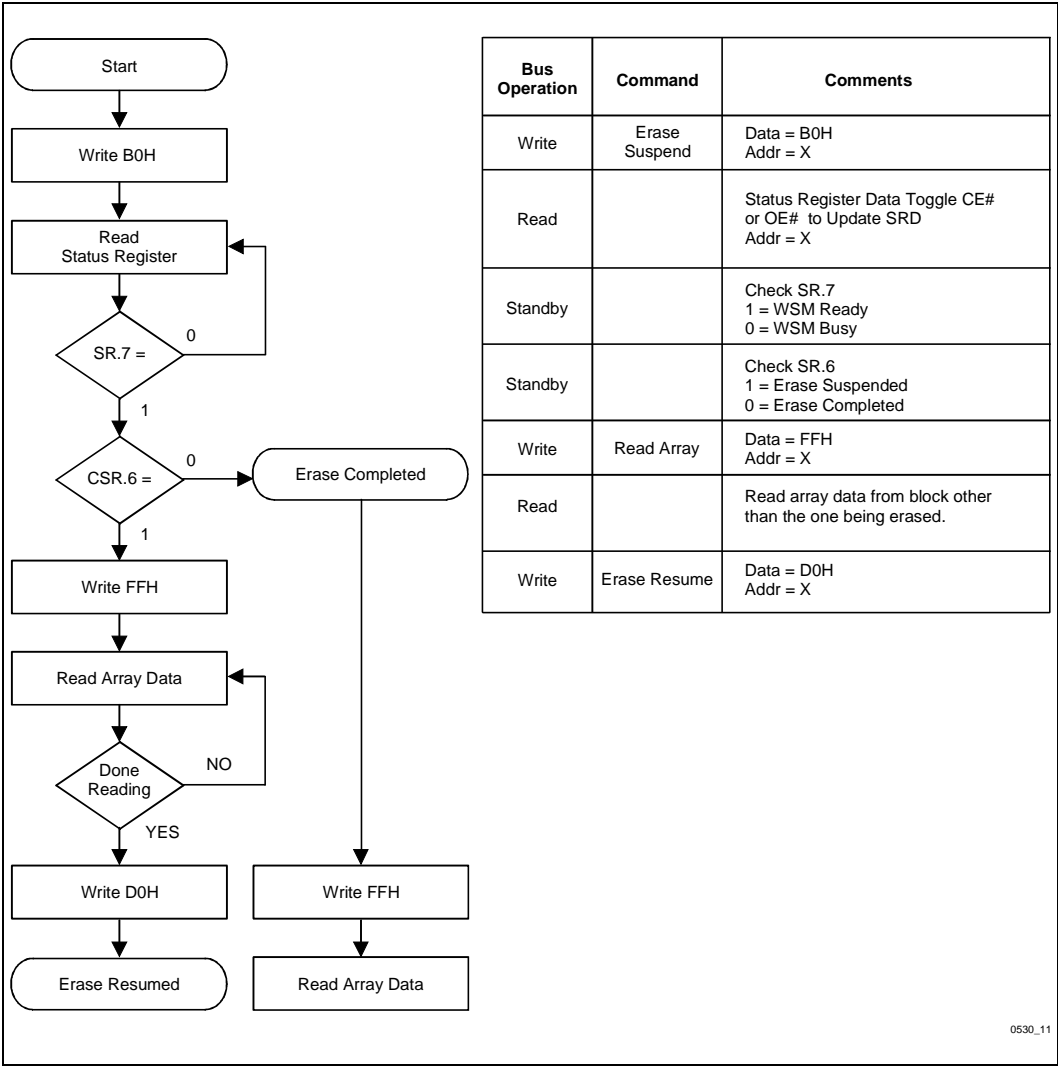 Start
Write B0H
Read
Status Register
0
SR.7 =
1
0
CSR.6 =
Erase Completed
1
Write FFH
Read Array Data
Done
Reading
NO
YES
Write D0H
Write FFH
Erase Resumed
Read Array Data
Bus
Operation
Command
Comments
Write
Erase
Suspend
Data = B0H
Addr = X
Read
Status Register Data Toggle CE#
or OE# to Update SRD
Addr = X
Standby
Check SR.7
1 = WSM Ready
0 = WSM Busy
Standby
Check SR.6
1 = Erase Suspended
0 = Erase Completed
Write
Read Array
Data = FFH
Addr = X
Read
Read array data from block other
than the one being erased.
Write
Erase Resume
Data = D0H
Addr = X
0530_11